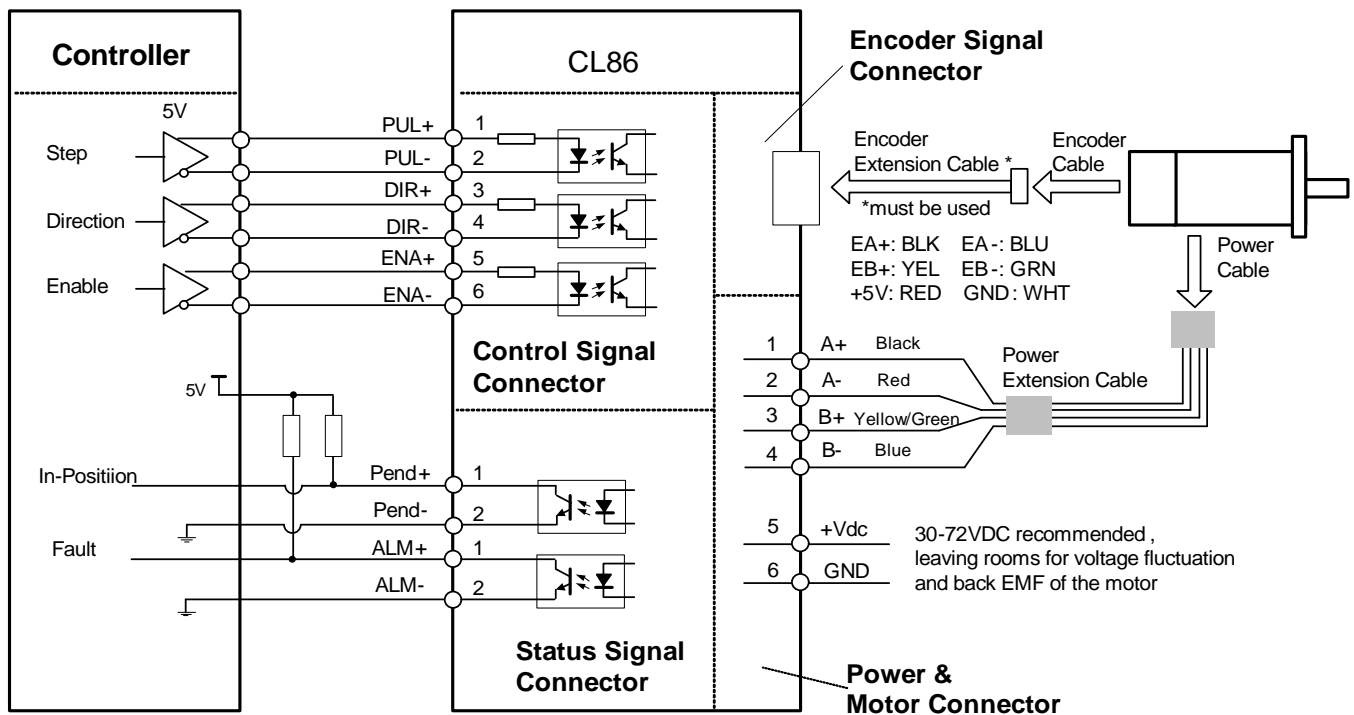 Controller
5V
Step
Direction
Enable
5V
In-Positiion
Fault
PUL+
PUL-
DIR+
DIR-
ENA+
ENA-
Pend+
Pend-
ALM+
ALM-
CL86
1
2
3
4
5
6
Control Signal
Connector
1
2
1
2
Status Signal
Connector
Encoder Signal
Connector
Encoder
Extension Cable *
*must be used
Encoder
Cable
EA+: BLK EA-: BLU
EB+: YEL EB-: GRN
+5V: RED GND: WHT
Power
Cable
1 A+ Black
2 A- Red
3 B+ Yellow/Green
4 B- Blue
Power
Extension Cable
5 +Vdc
6 GND
30-72VDC recommended ,
leaving rooms for voltage fluctuation
and back EMF of the motor
Power &
Motor Connector